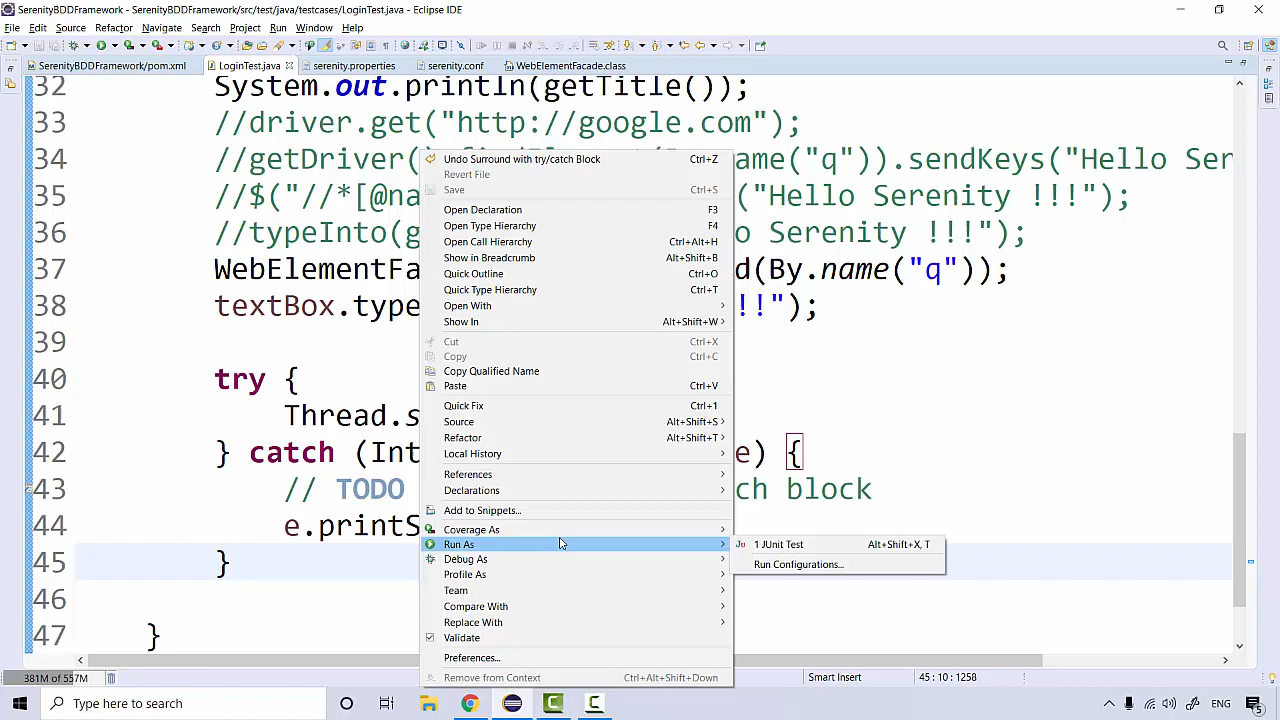 SerenityBDDFramework - SerenityBDDFramework/src/test/java/testcases/LoginTest.java - Eclipse IDE
File Edit Source Refactor Navigate Search Project Run Window Help
SerenityBDDFramework/pom.xml LoginTest.java serenity.properties serenity.conf WebElementFacade.class
32 System.out.println(getTitle());
33 //driver.get("http://google.com");
34 //getDriver() name("q")).sendKeys("Hello Ser
35 //$("//*[@na ("Hello Serenity !!!");
36 //typeInto(g o Serenity !!!");
37 WebElementFa d(By.name("q"));
38 textBox.type !!");
39
40 try {
41 Thread.s
42 } catch (Int e) {
43 // TODO ch block
44 e.printS
45 }
46
47 }
Undo Surround with try/catch Block Ctrl+Z
Revert File
Save Ctrl+S
Open Declaration F3
Open Type Hierarchy F4
Open Call Hierarchy Ctrl+Alt+H
Show in Breadcrumb Alt+Shift+B
Quick Outline Ctrl+O
Quick Type Hierarchy Ctrl+T
Open With
Show In Alt+Shift+W
Cut Ctrl+X
Copy Ctrl+C
Copy Qualified Name
Paste Ctrl+V
Quick Fix Ctrl+1
Source Alt+Shift+S
Refactor Alt+Shift+T
Local History
References
Declarations
Add to Snippets...
Coverage As
Run As
Debug As
Profile As
Team
Compare With
Replace With
Validate
Preferences...
Remove from Context Ctrl+Alt+Shift+Down
1 JUnit Test Alt+Shift+X, T
Run Configurations...
381M of 557M Smart Insert 45 : 10 : 1258
Type here to search ENG 5